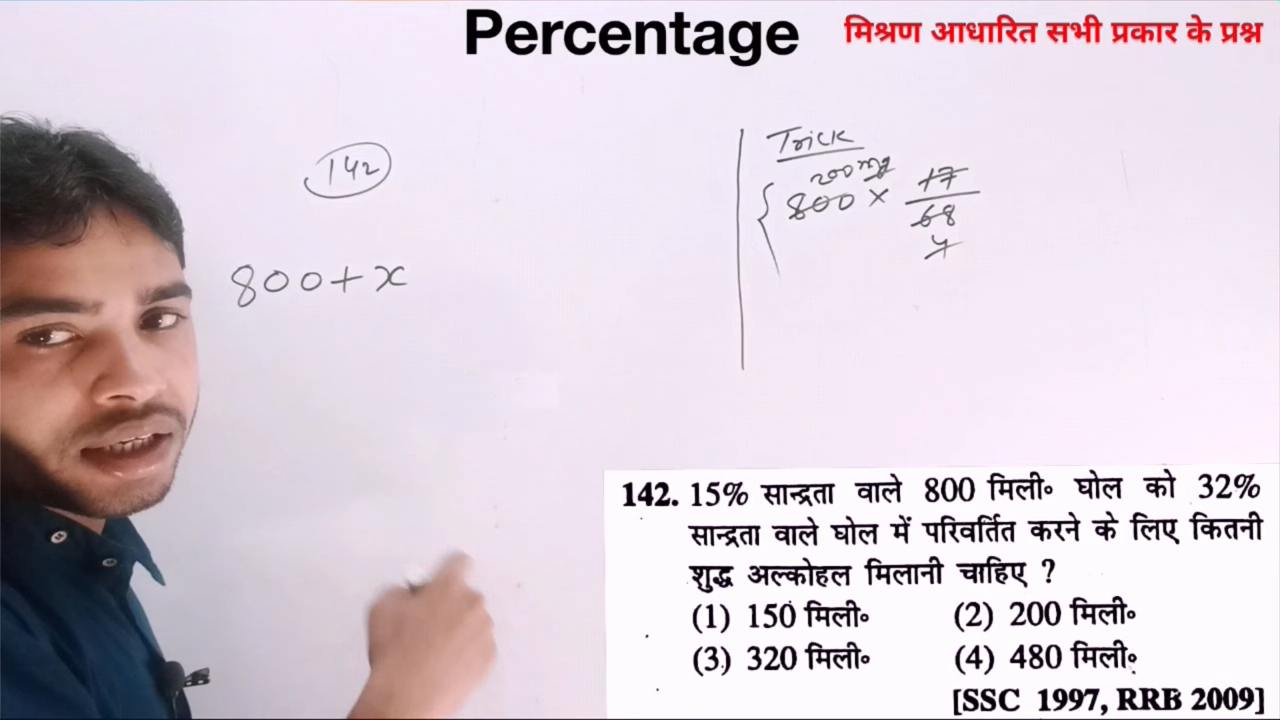 Percentage
मिश्रण आधारित सभी प्रकार के प्रश्न
142
800+x
Trick
800 × 17
68
4
142. 15% सान्द्रता वाले 800 मिली॰ घोल को 32%
सान्द्रता वाले घोल में परिवर्तित करने के लिए कितनी
शुद्ध अल्कोहल मिलानी चाहिए ?
(1) 150 मिली॰ (2) 200 मिली॰
(3) 320 मिली॰ (4) 480 मिली॰
[SSC 1997, RRB 2009]